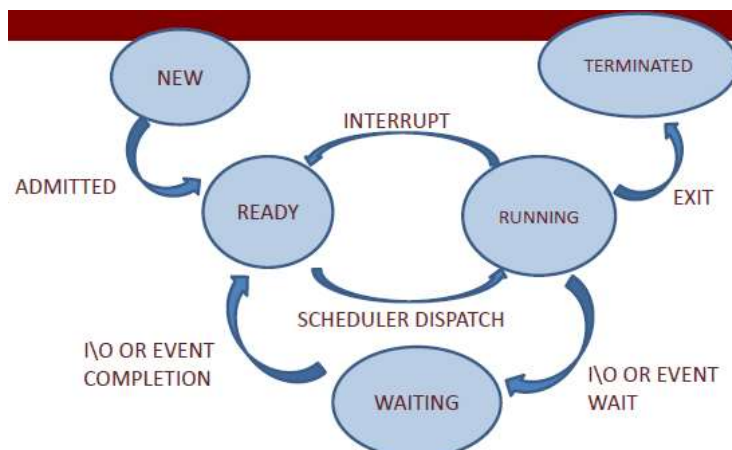 NEW
TERMINATED
INTERRUPT
ADMITTED
READY
RUNNING
EXIT
SCHEDULER DISPATCH
I\O OR EVENT
COMPLETION
WAITING
I\O OR EVENT
WAIT